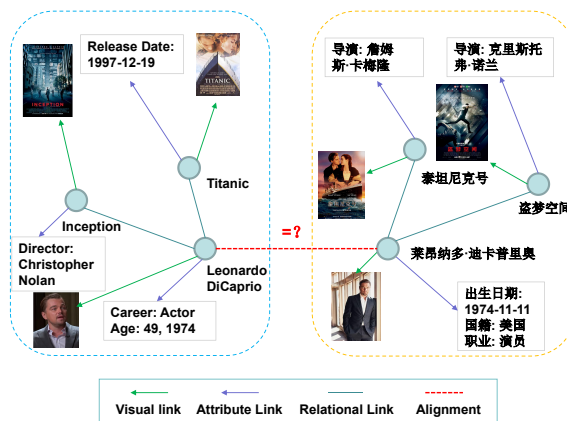 Release Date:
1997-12-19
INCEPTION
TITANIC
Titanic
Inception
Director:
Christopher
Nolan
Leonardo
DiCaprio
Career: Actor
Age: 49, 1974
=?
导演: 詹姆
斯·卡梅隆
导演: 克里斯托
弗·诺兰
泰坦尼克号
盗梦空间
莱昂纳多·迪卡普里奥
出生日期:
1974-11-11
国籍: 美国
职业: 演员
Visual link
Attribute Link
Relational Link
Alignment